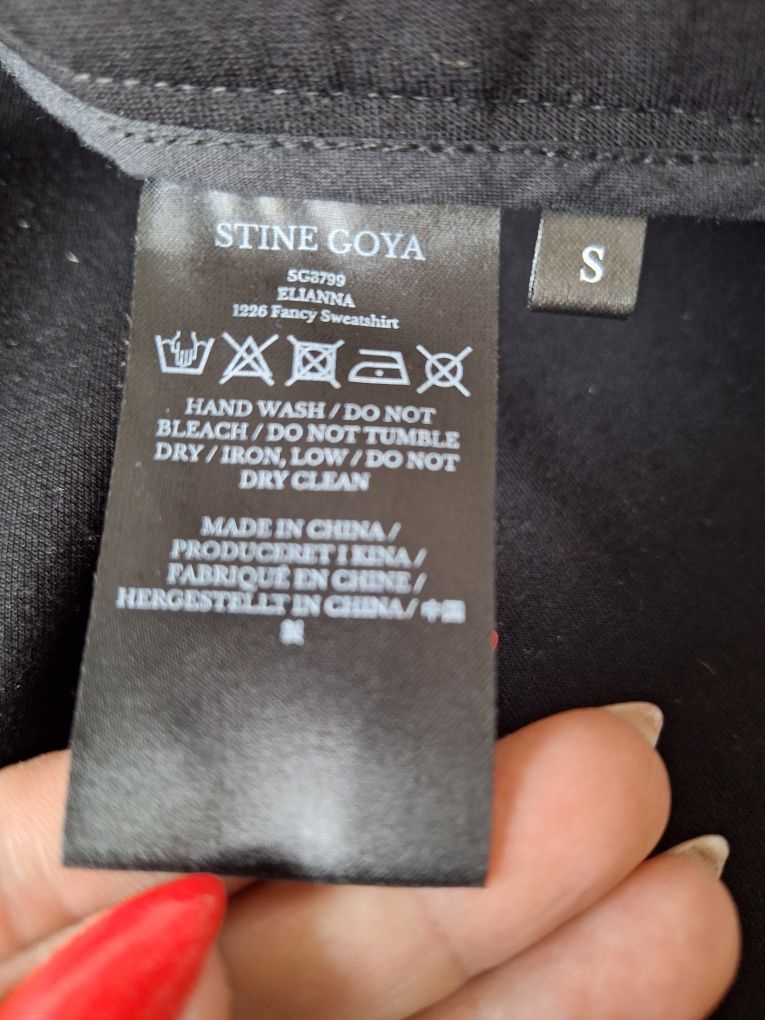 STINE GOYA
SG3799
ELIANNA
1226 Fancy Sweatshirt
HAND WASH / DO NOT
BLEACH / DO NOT TUMBLE
DRY / IRON, LOW / DO NOT
DRY CLEAN
MADE IN CHINA /
PRODUCERET I KINA /
FABRIQUÉ EN CHINE /
HERGESTELLT IN CHINA / 中国
製
S